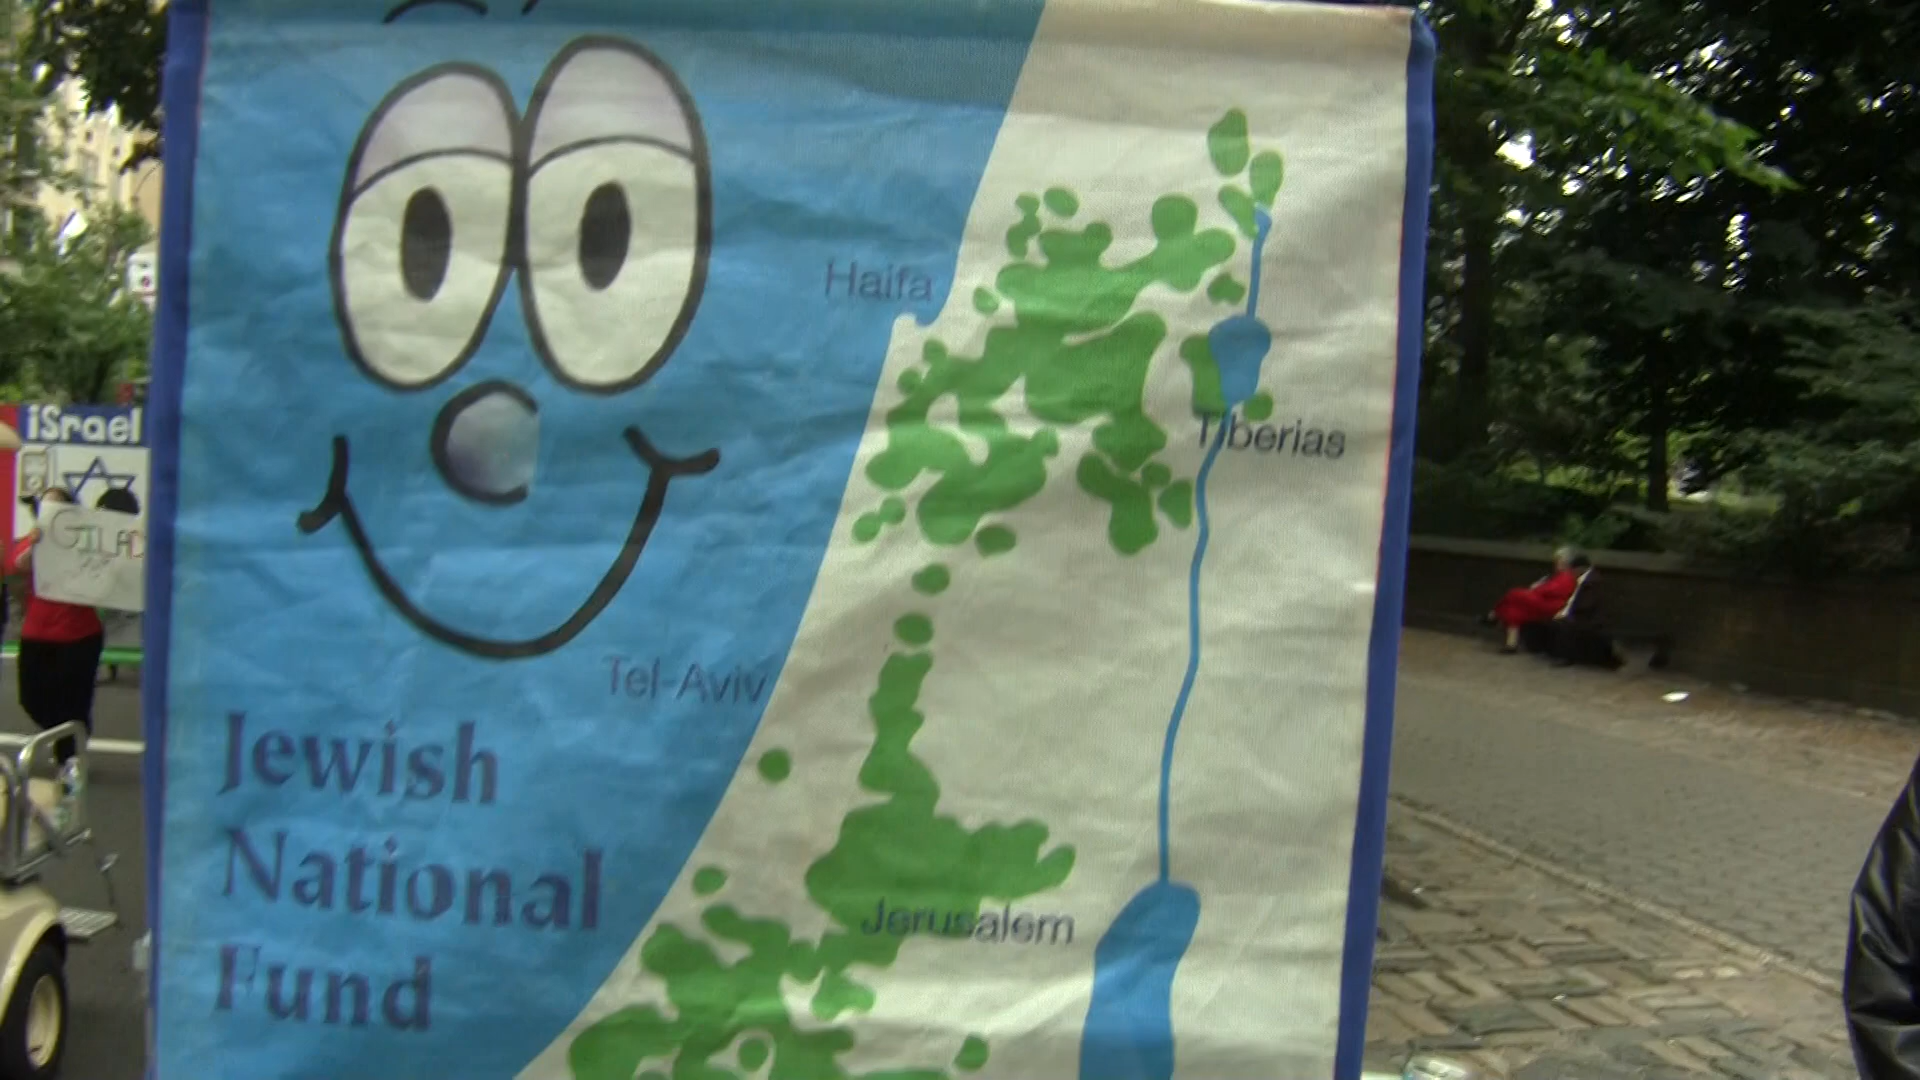 Haifa
Tiberias
Tel-Aviv
Jewish
National
Fund
Jerusalem
iSrael
GILAD